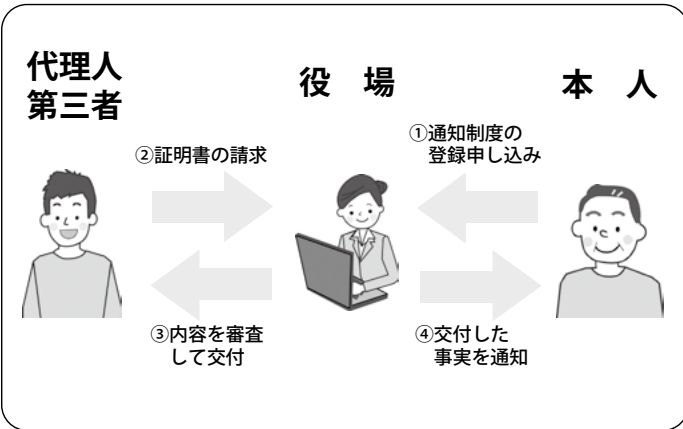 代理人
第三者
役　場
本　人
①通知制度の
登録申し込み
②証明書の請求
③内容を審査
して交付
④交付した
事実を通知